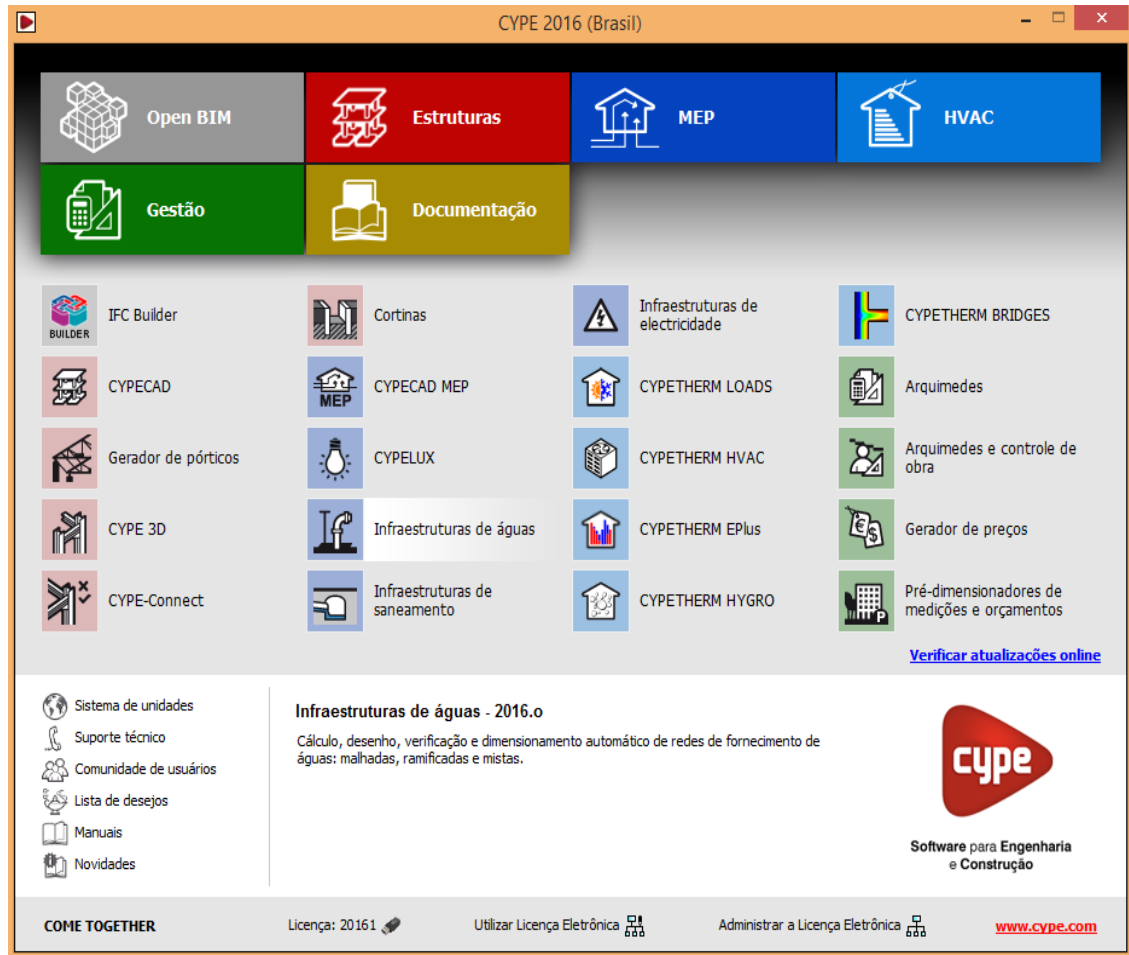 CYPE 2016 (Brasil)
Open BIM
Estruturas
MEP
HVAC
Gestão
Documentação
BUILDER
IFC Builder
Cortinas
Infraestruturas de
electricidade
CYPETHERM BRIDGES
CYPECAD
MEP
CYPECAD MEP
CYPETHERM LOADS
Arquimedes
Gerador de pórticos
CYPELUX
CYPETHERM HVAC
Arquimedes e controle de
obra
CYPE 3D
Infraestruturas de águas
CYPETHERM EPlus
€ $
Gerador de preços
CYPE-Connect
Infraestruturas de
saneamento
CYPETHERM HYGRO
P
Pré-dimensionadores de
medições e orçamentos
Verificar atualizações online
Sistema de unidades
Suporte técnico
Comunidade de usuários
Lista de desejos
Manuais
Novidades
Infraestruturas de águas - 2016.o
Cálculo, desenho, verificação e dimensionamento automático de redes de fornecimento de
águas: malhadas, ramificadas e mistas.
cype
Software para Engenharia
e Construção
COME TOGETHER
Licença: 20161
Utilizar Licença Eletrônica
Administrar a Licença Eletrônica
www.cype.com